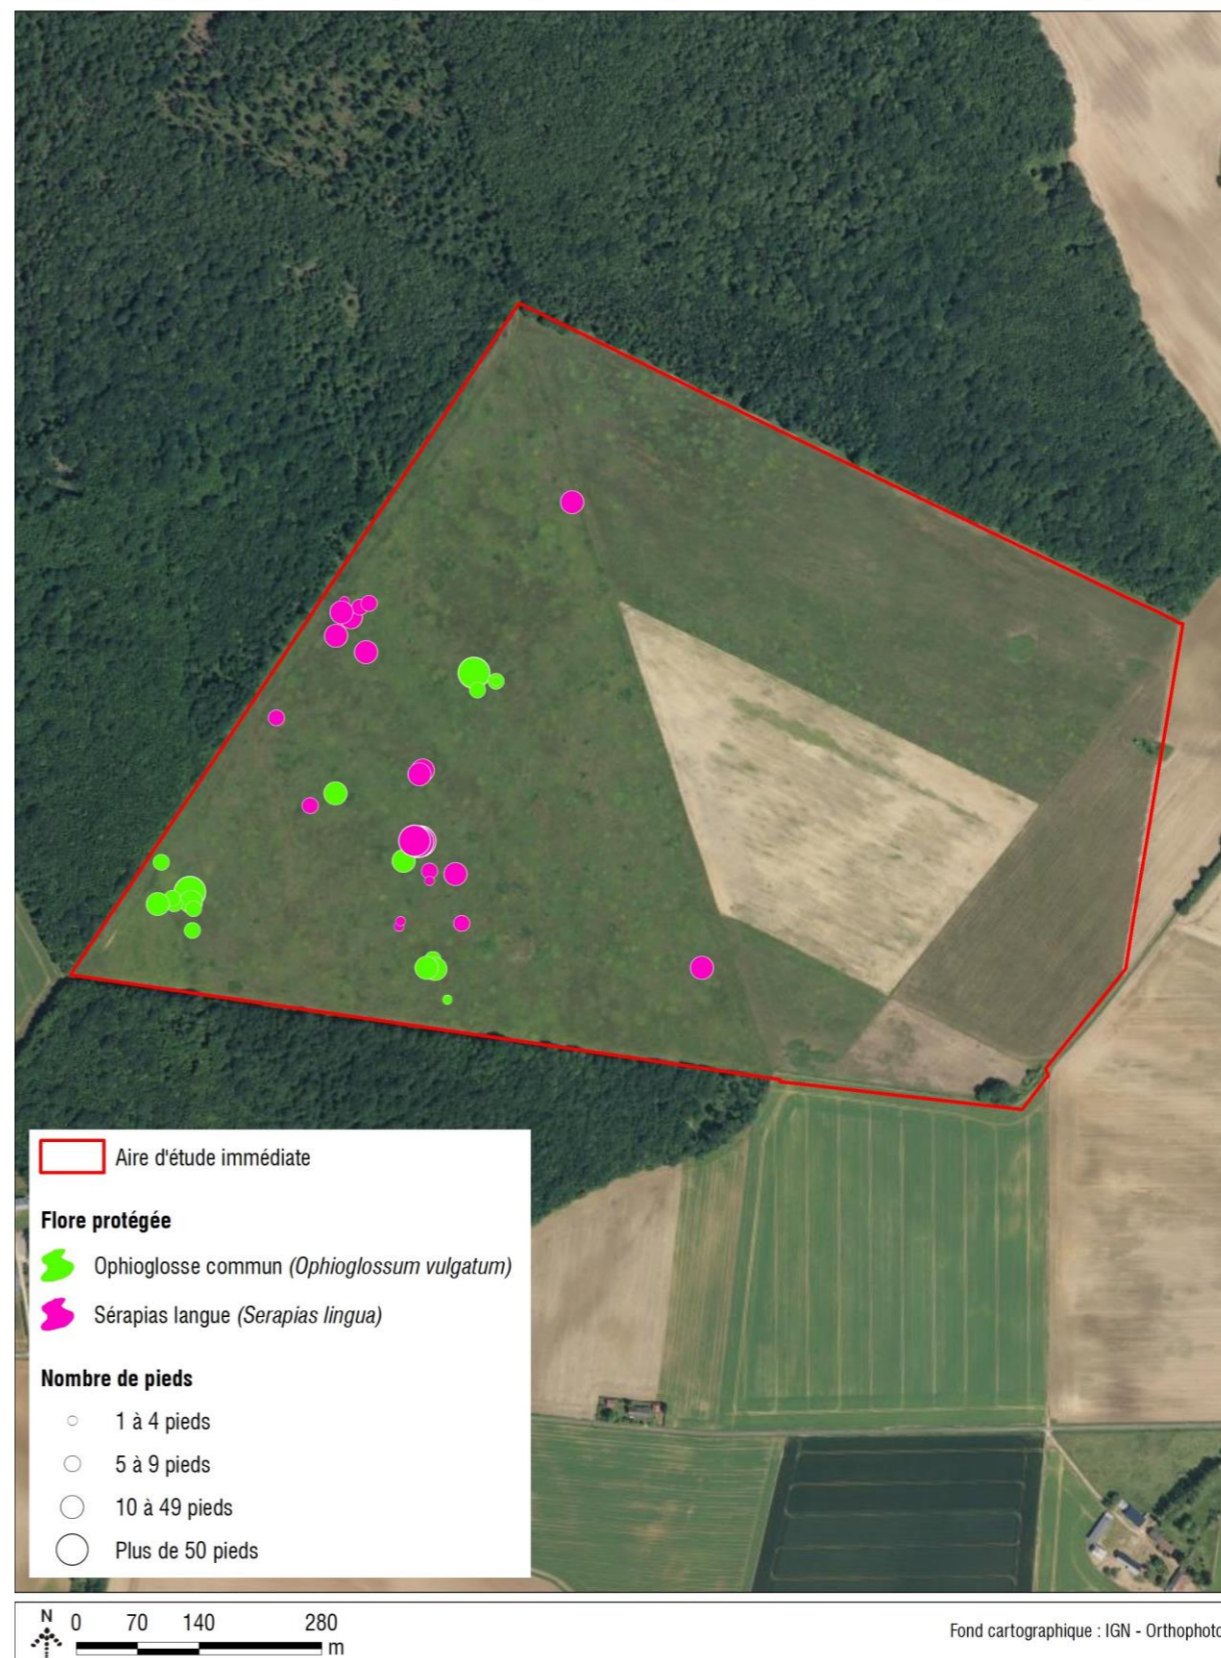 Aire d'étude immédiate
Flore protégée
Ophioglosse commun (Ophioglossum vulgatum)
Sérapias langue (Serapias lingua)
Nombre de pieds
1 à 4 pieds
5 à 9 pieds
10 à 49 pieds
Plus de 50 pieds
N 0 70 140 280
m
Fond cartographique : IGN - Orthophoto